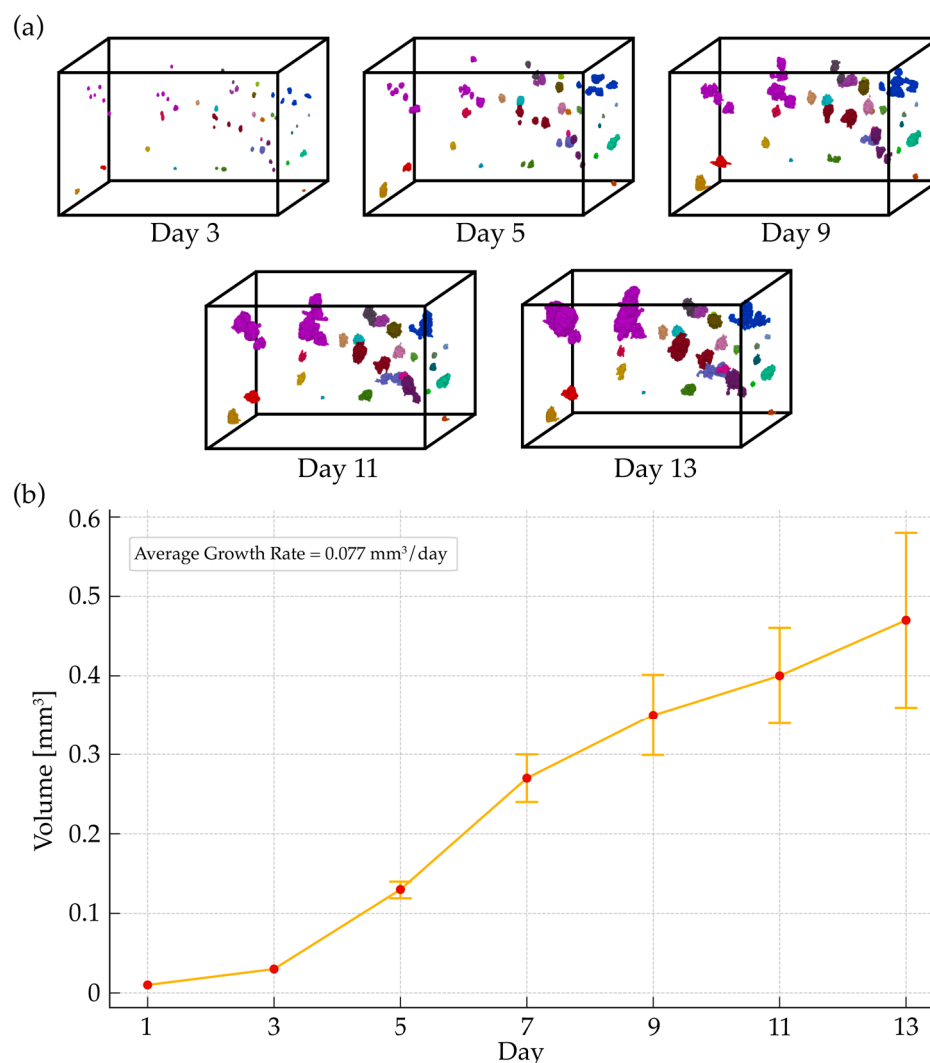 (a)
Day 3
Day 5
Day 9
Day 11
Day 13
(b)
Average Growth Rate = 0.077 mm³/day
Volume [mm³]
0.6
0.5
0.4
0.3
0.2
0.1
0
1 3 5 7 9 11 13
Day